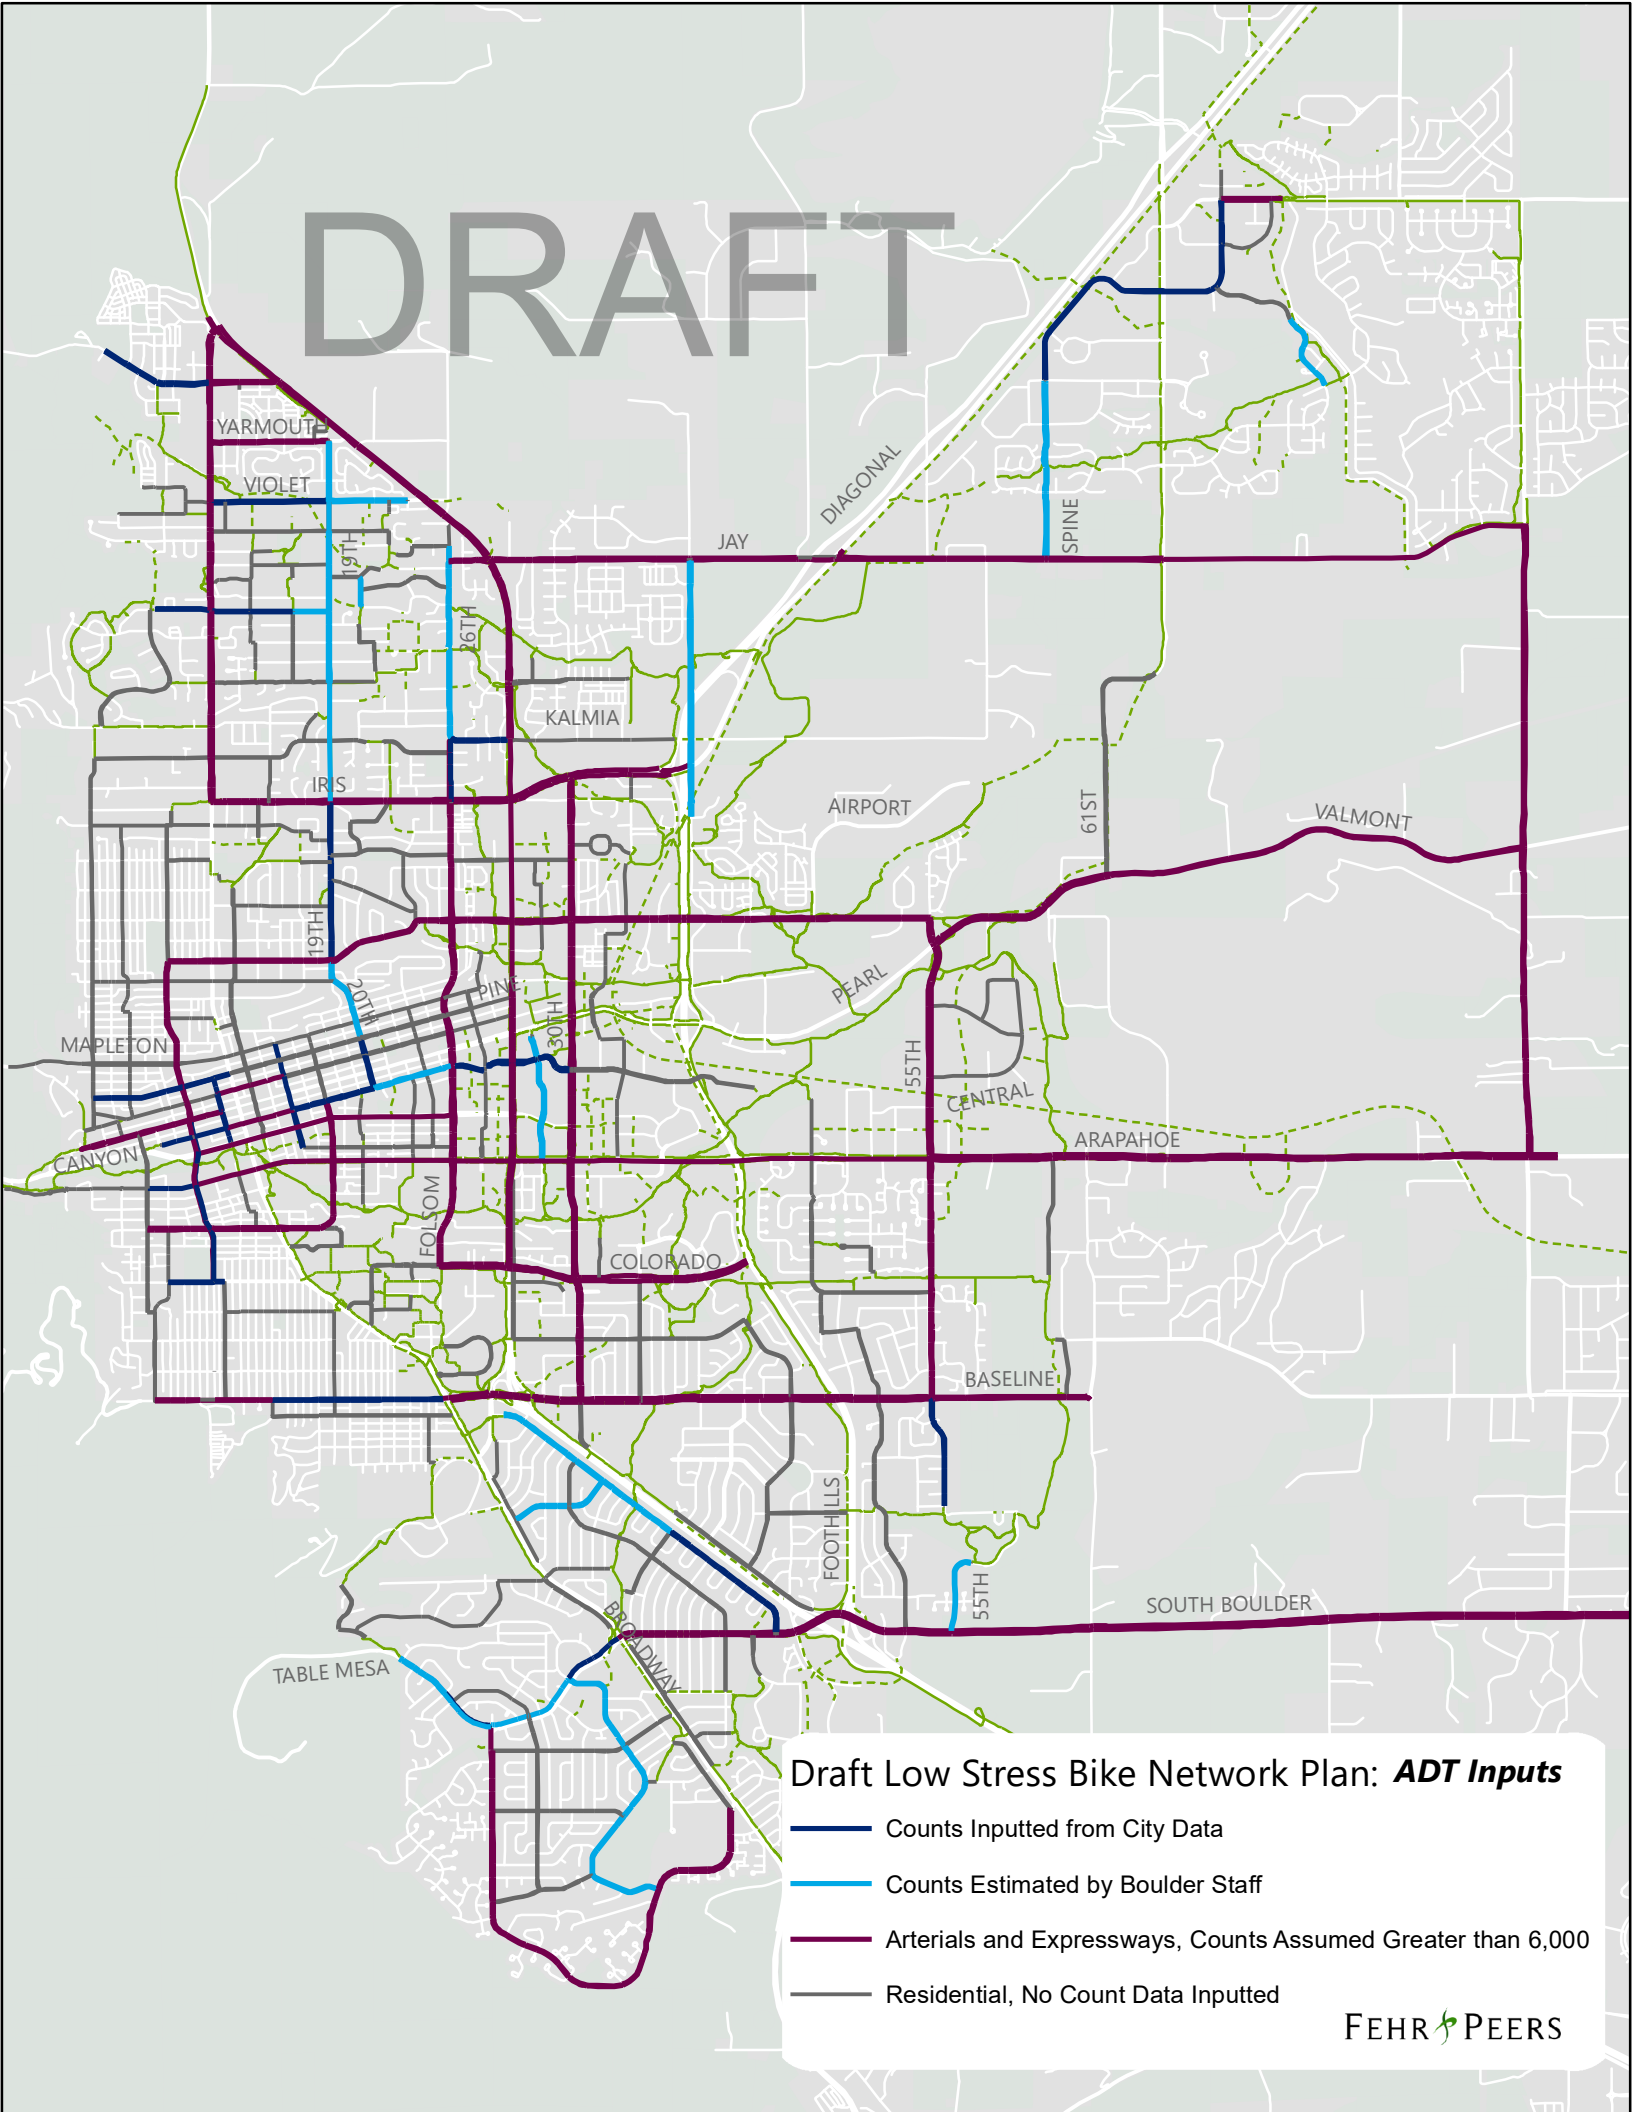 DRAFT
YARMOUTH
VIOLET
DIAGONAL
JAY
SPINE
19TH
26TH
KALMIA
IRIS
AIRPORT
61ST
VALMONT
19TH
PEARL
20TH
PINE
30TH
MAPLETON
55TH
CENTRAL
ARAPAHOE
CANYON
FOLSOM
COLORADO
BASELINE
FOOTHILLS
55TH
SOUTH BOULDER
BROADWAY
TABLE MESA
Draft Low Stress Bike Network Plan: ADT Inputs
Counts Inputted from City Data
Counts Estimated by Boulder Staff
Arterials and Expressways, Counts Assumed Greater than 6,000
Residential, No Count Data Inputted
FEHR PEERS